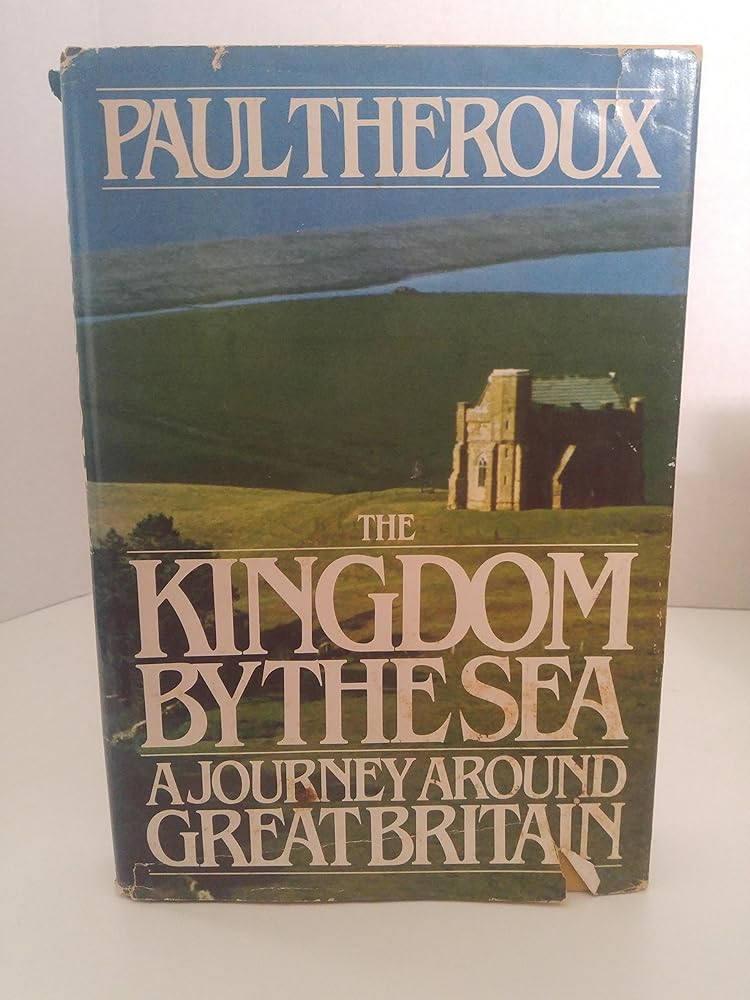 PAUL THEROUX
THE
KINGDOM
BY THE SEA
A JOURNEY AROUND
GREAT BRITAIN